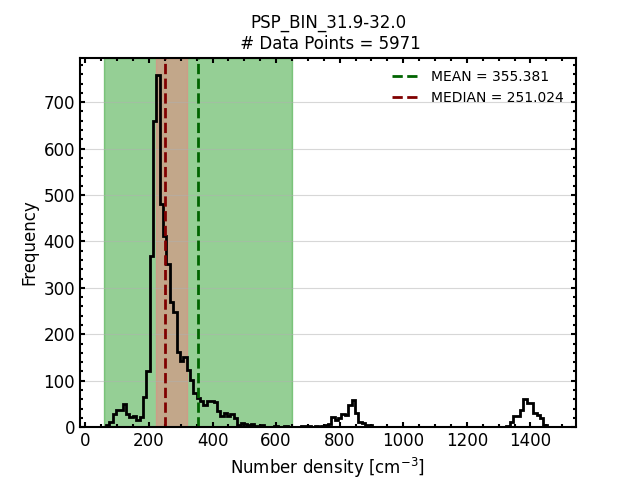 PSP_BIN_31.9-32.0
# Data Points = 5971
MEAN = 355.381
MEDIAN = 251.024
Frequency
700
600
500
400
300
200
100
0
0 200 400 600 800 1000 1200 1400
Number density [cm⁻³]